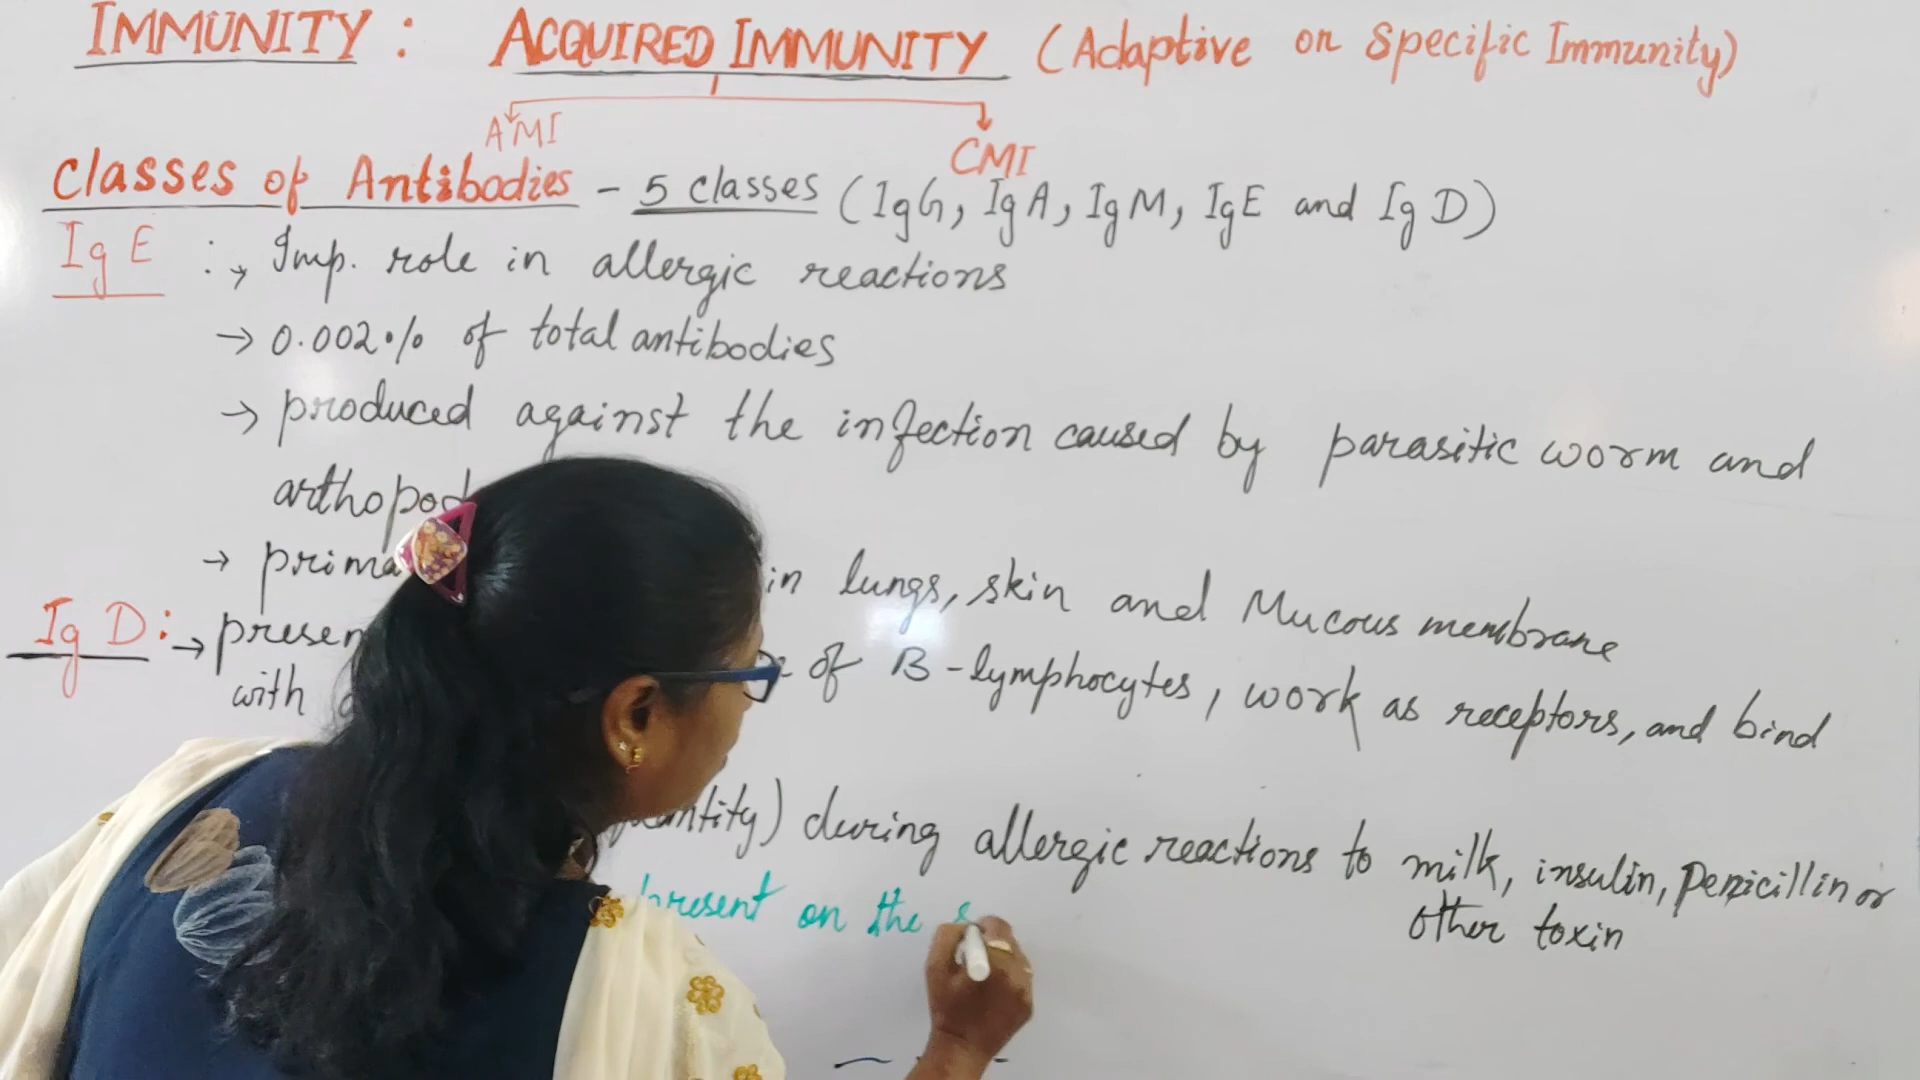 IMMUNITY : ACQUIRED IMMUNITY (Adaptive or Specific Immunity)
AMI CMI
Classes of Antibodies - 5 classes (IgG, IgA, IgM, IgE and IgD)
IgE : → Imp. role in allergic reactions
→ 0.002% of total antibodies
→ produced against the infection caused by parasitic worm and
arthopod
→ in lungs, skin and Mucous membrane
IgD: → of B-lymphocytes, work as receptors, and bind
with
during allergic reactions to milk, insulin, Penicillin or
other toxin
present on the s